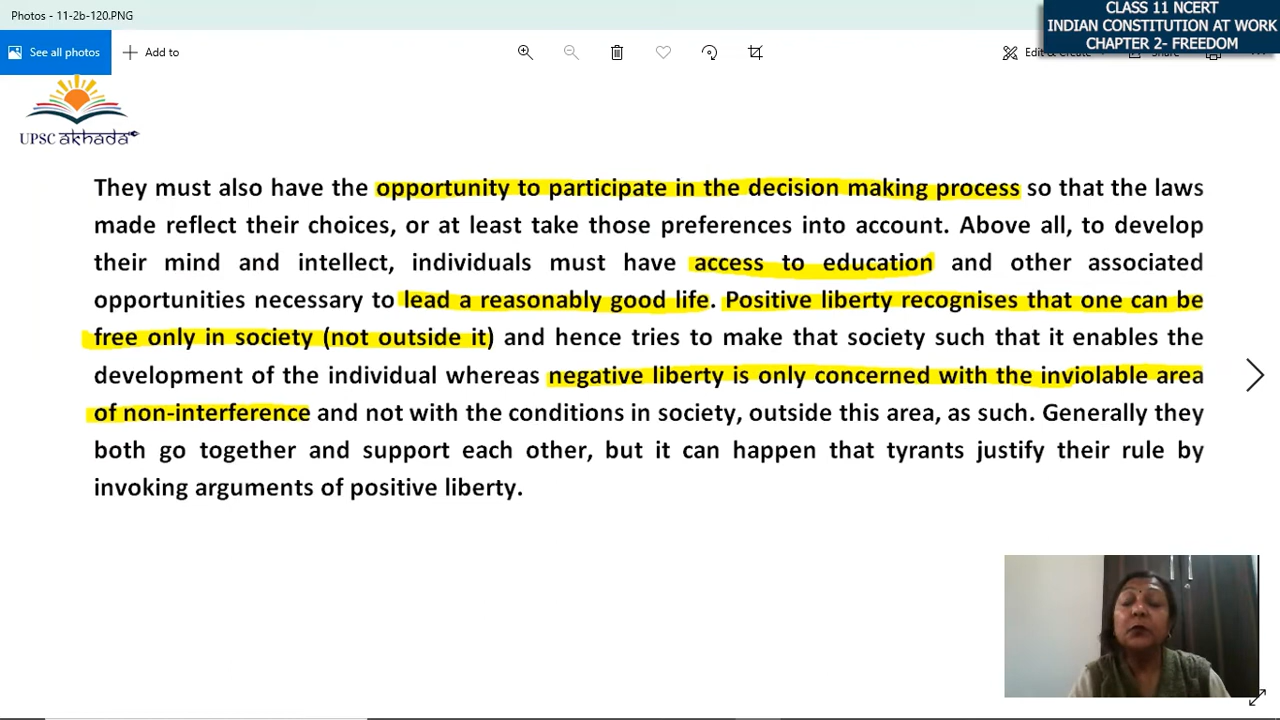 Photos - 11-2b-120.PNG
CLASS 11 NCERT
INDIAN CONSTITUTION AT WORK
CHAPTER 2- FREEDOM
See all photos
Add to
Edit & Create
Share
UPSC akhada
They must also have the opportunity to participate in the decision making process so that the laws
made reflect their choices, or at least take those preferences into account. Above all, to develop
their mind and intellect, individuals must have access to education and other associated
opportunities necessary to lead a reasonably good life. Positive liberty recognises that one can be
free only in society (not outside it) and hence tries to make that society such that it enables the
development of the individual whereas negative liberty is only concerned with the inviolable area
of non-interference and not with the conditions in society, outside this area, as such. Generally they
both go together and support each other, but it can happen that tyrants justify their rule by
invoking arguments of positive liberty.